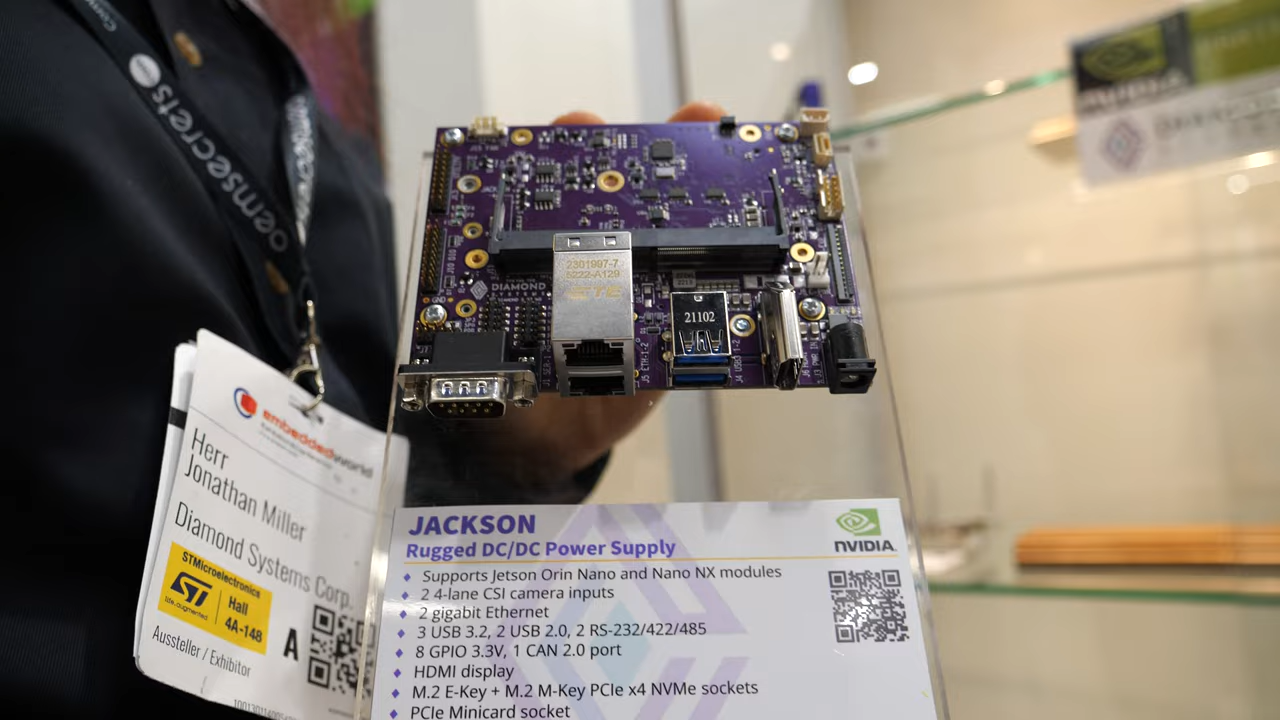 oemsecrets
embeddedworld
Herr
Jonathan Miller
Diamond Systems Corp.
STMicroelectronics
ST
life.augmented
Hall
4A-148
A
Aussteller / Exhibitor
2301997-7
DIAMOND
21102
JACKSON
Rugged DC/DC Power Supply
Supports Jetson Orin Nano and Nano NX modules
2 4-lane CSI camera inputs
2 gigabit Ethernet
3 USB 3.2, 2 USB 2.0, 2 RS-232/422/485
8 GPIO 3.3V, 1 CAN 2.0 port
HDMI display
M.2 E-Key + M.2 M-Key PCIe x4 NVMe sockets
PCIe Minicard socket
NVIDIA